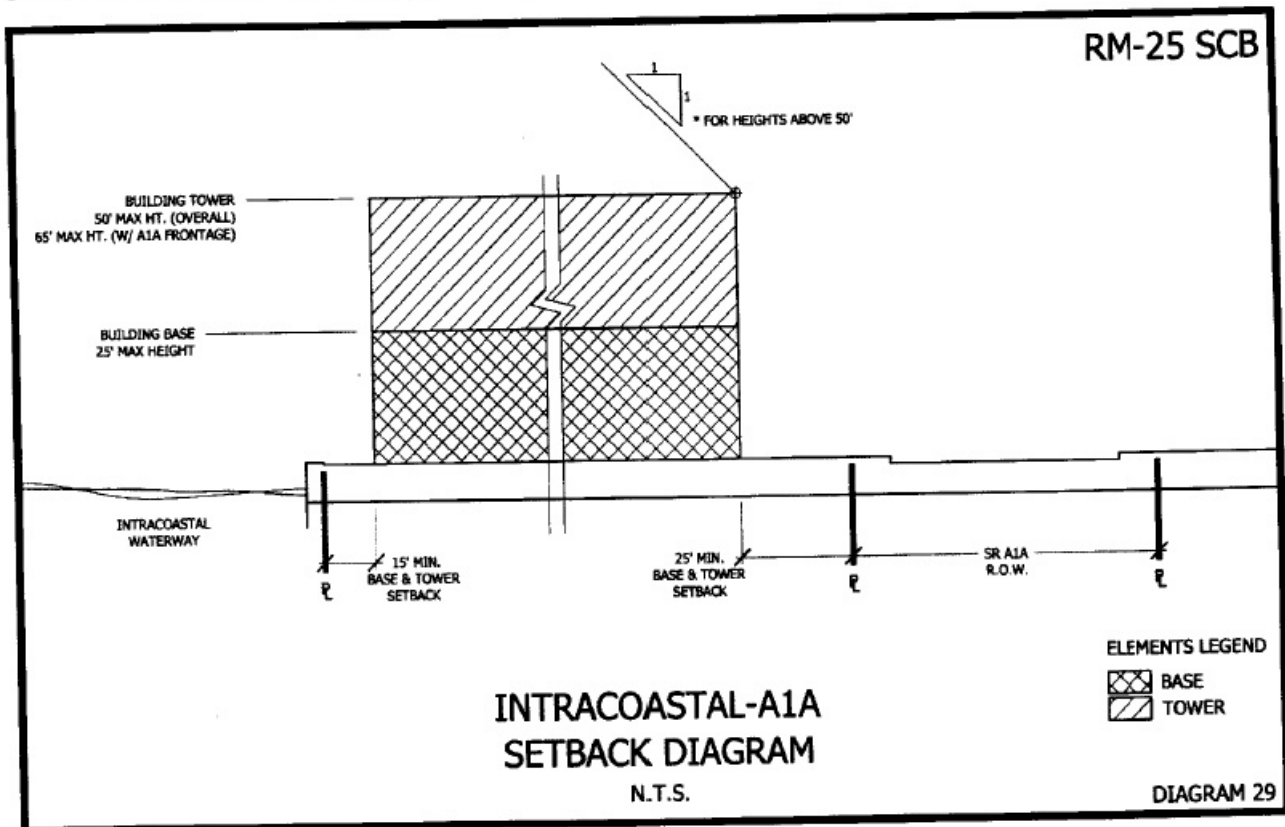 RM-25 SCB
1
1
* FOR HEIGHTS ABOVE 50'
BUILDING TOWER
50' MAX HT. (OVERALL)
65' MAX HT. (W/ A1A FRONTAGE)
BUILDING BASE
25' MAX HEIGHT
INTRACOASTAL
WATERWAY
15' MIN.
BASE & TOWER
SETBACK
25' MIN.
BASE & TOWER
SETBACK
SR A1A
R.O.W.
℄
℄
℄
ELEMENTS LEGEND
BASE
TOWER
INTRACOASTAL-A1A
SETBACK DIAGRAM
N.T.S.
DIAGRAM 29